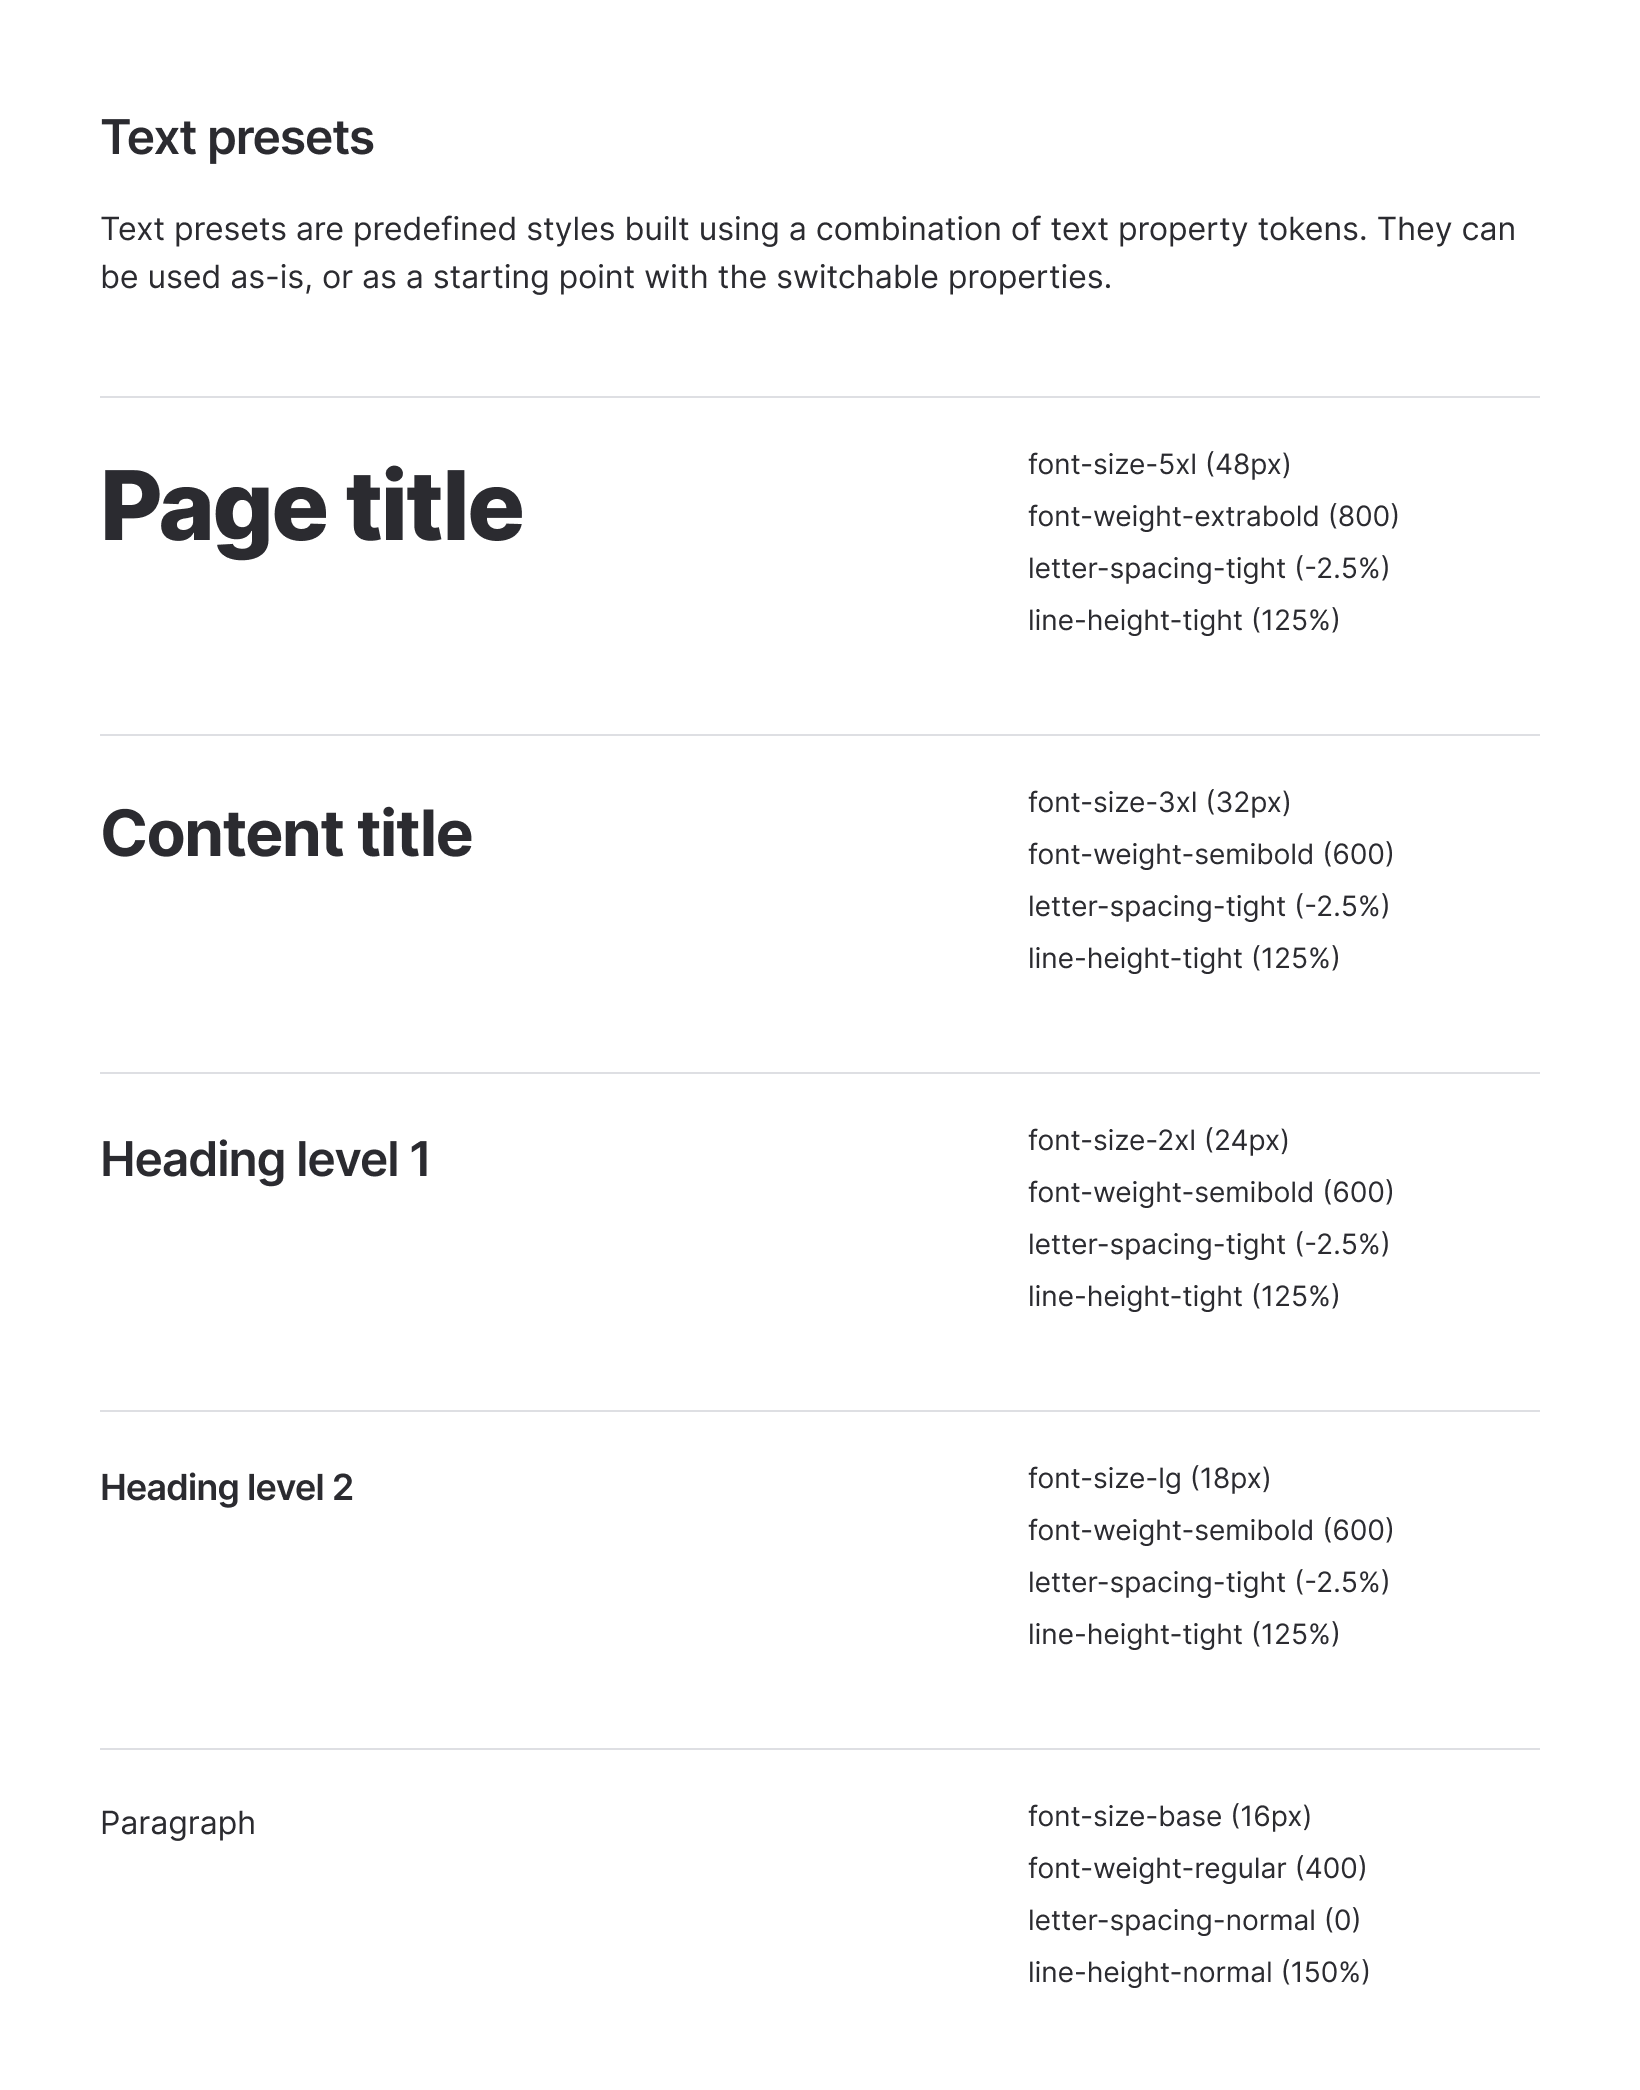 Text presets
Text presets are predefined styles built using a combination of text property tokens. They can
be used as-is, or as a starting point with the switchable properties.
Page title
font-size-5xl (48px)
font-weight-extrabold (800)
letter-spacing-tight (-2.5%)
line-height-tight (125%)
Content title
font-size-3xl (32px)
font-weight-semibold (600)
letter-spacing-tight (-2.5%)
line-height-tight (125%)
Heading level 1
font-size-2xl (24px)
font-weight-semibold (600)
letter-spacing-tight (-2.5%)
line-height-tight (125%)
Heading level 2
font-size-lg (18px)
font-weight-semibold (600)
letter-spacing-tight (-2.5%)
line-height-tight (125%)
Paragraph
font-size-base (16px)
font-weight-regular (400)
letter-spacing-normal (0)
line-height-normal (150%)